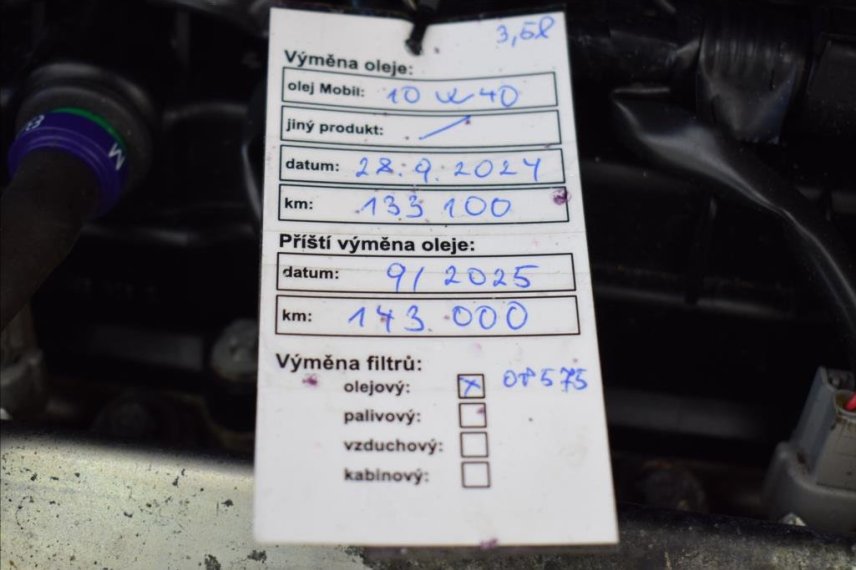 3,5l
Výměna oleje:
olej Mobil: 10 W 40
jiný produkt: /
datum: 28.9.2024
km: 133 100
Příští výměna oleje:
datum: 9/2025
km: 143.000
Výměna filtrů:
olejový: x OP575
palivový:
vzduchový:
kabinový:
M